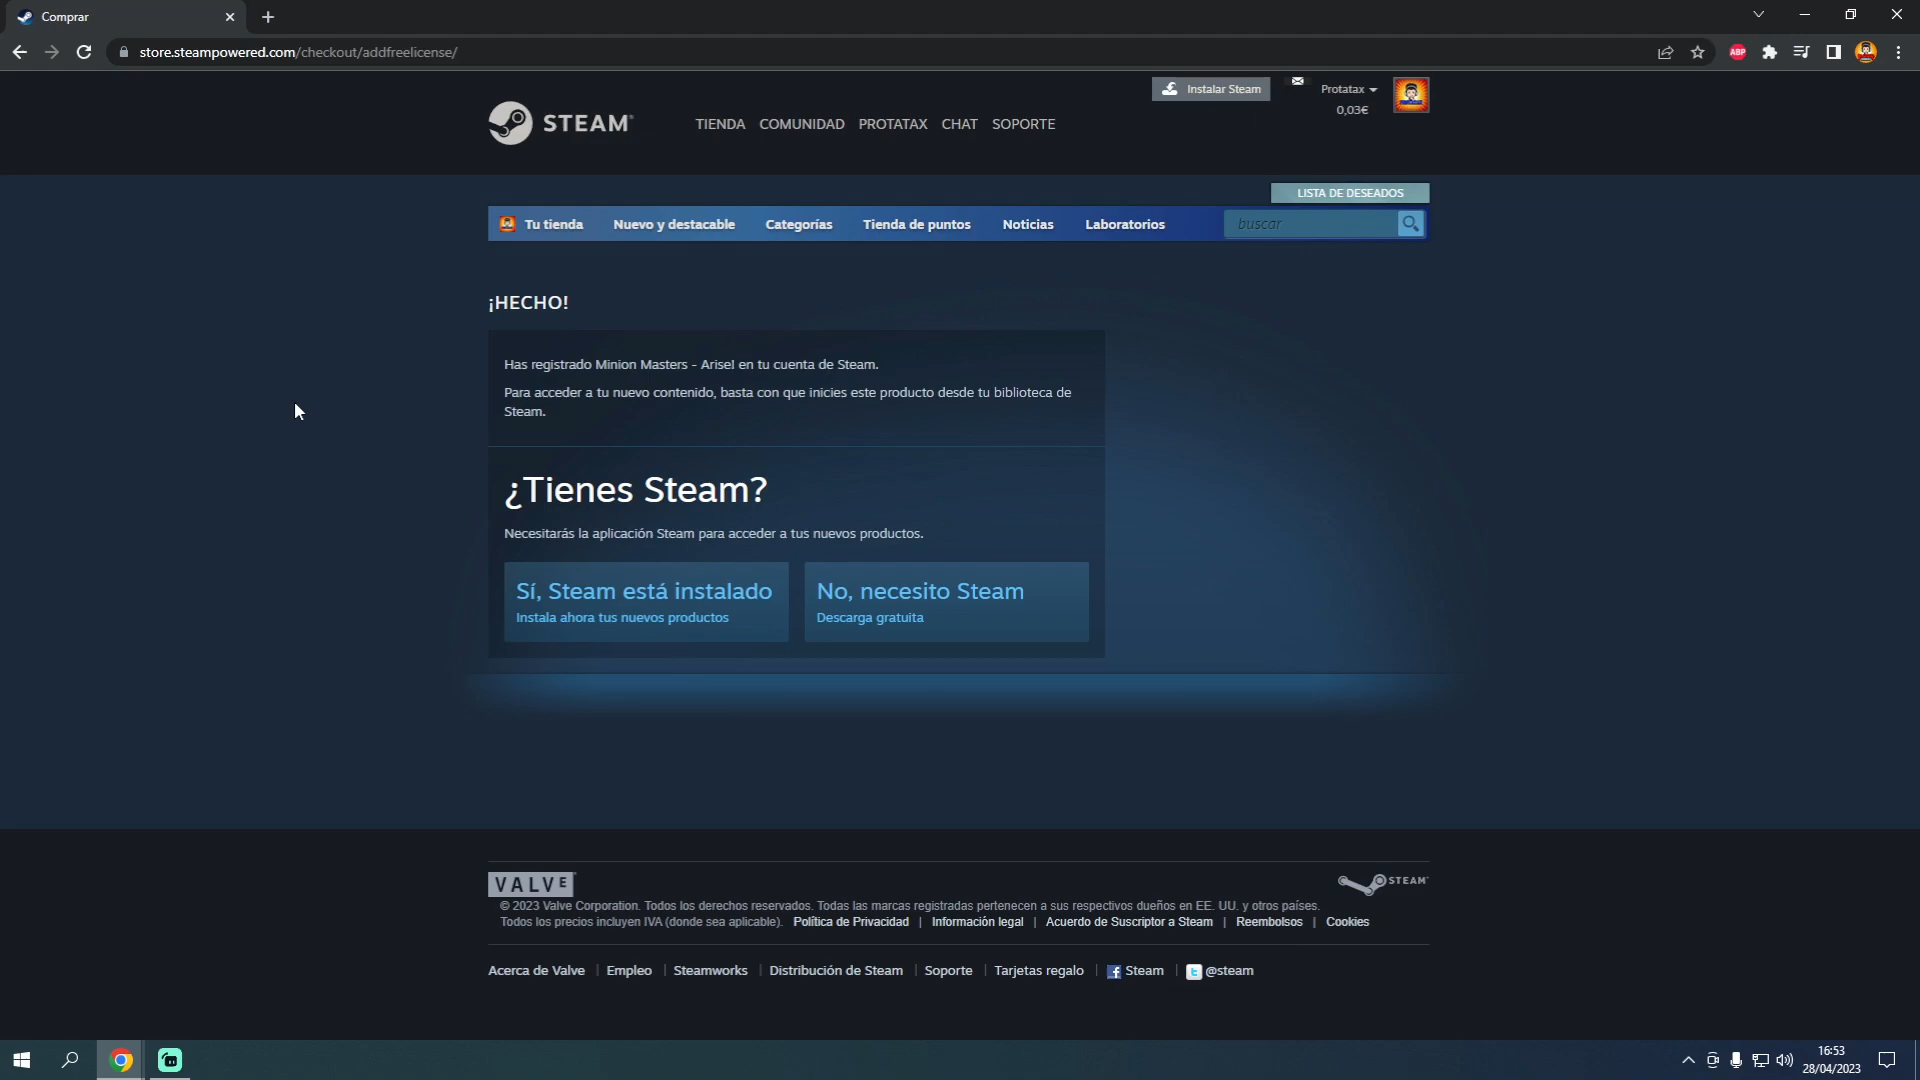 Comprar
store.steampowered.com/checkout/addfreelicense/
ABP
Instalar Steam
Protatax
0,03€
STEAM®
TIENDA COMUNIDAD PROTATAX CHAT SOPORTE
LISTA DE DESEADOS
Tu tienda Nuevo y destacable Categorías Tienda de puntos Noticias Laboratorios buscar
¡HECHO!
Has registrado Minion Masters - Arisel en tu cuenta de Steam.
Para acceder a tu nuevo contenido, basta con que inicies este producto desde tu biblioteca de
Steam.
¿Tienes Steam?
Necesitarás la aplicación Steam para acceder a tus nuevos productos.
Sí, Steam está instalado
Instala ahora tus nuevos productos
No, necesito Steam
Descarga gratuita
VALVE
STEAM
© 2023 Valve Corporation. Todos los derechos reservados. Todas las marcas registradas pertenecen a sus respectivos dueños en EE. UU. y otros países.
Todos los precios incluyen IVA (donde sea aplicable). Política de Privacidad | Información legal | Acuerdo de Suscriptor a Steam | Reembolsos | Cookies
Acerca de Valve | Empleo | Steamworks | Distribución de Steam | Soporte | Tarjetas regalo | Steam | @steam
16:53
28/04/2023